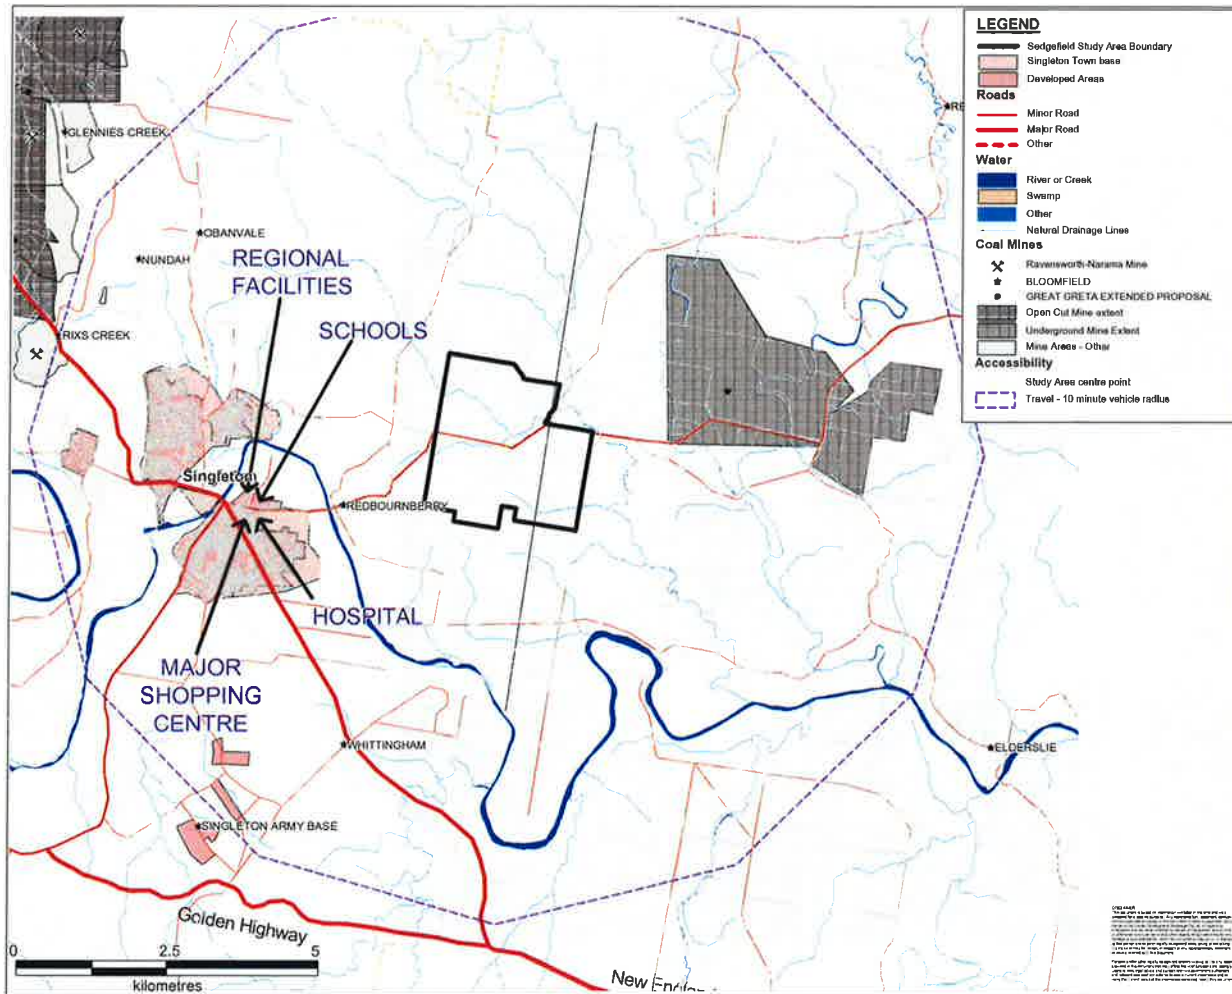 LEGEND
Sedgefield Study Area Boundary
Singleton Town base
Developed Areas
Roads
Minor Road
Major Road
Other
Water
River or Creek
Swamp
Other
Natural Drainage Lines
Coal Mines
Ravensworth-Narama Mine
BLOOMFIELD
GREAT GRETA EXTENDED PROPOSAL
Open Cut Mine extent
Underground Mine Extent
Mine Areas - Other
Accessibility
Study Area centre point
Travel - 10 minute vehicle radius
GLENNIES CREEK
RE
OBANVALE
NUNDAH
REGIONAL
FACILITIES
SCHOOLS
RIXS CREEK
Singleton
REDBOURNBERRY
HOSPITAL
MAJOR
SHOPPING
CENTRE
WHITTINGHAM
ELDERSLIE
SINGLETON ARMY BASE
Golden Highway
0 2.5 5
kilometres
New Engl